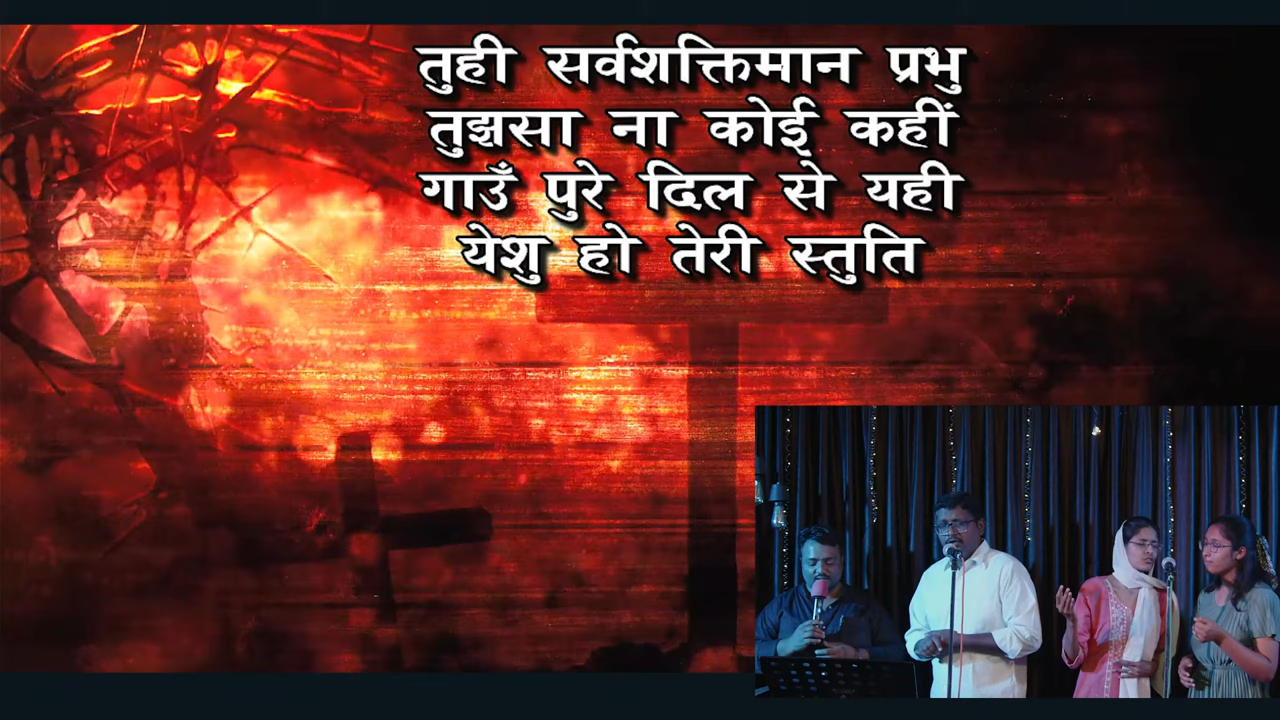 तुही सर्वशक्तिमान प्रभु
तुझसा ना कोई कहीं
गाउँ पुरे दिल से यही
येशु हो तेरी स्तुति